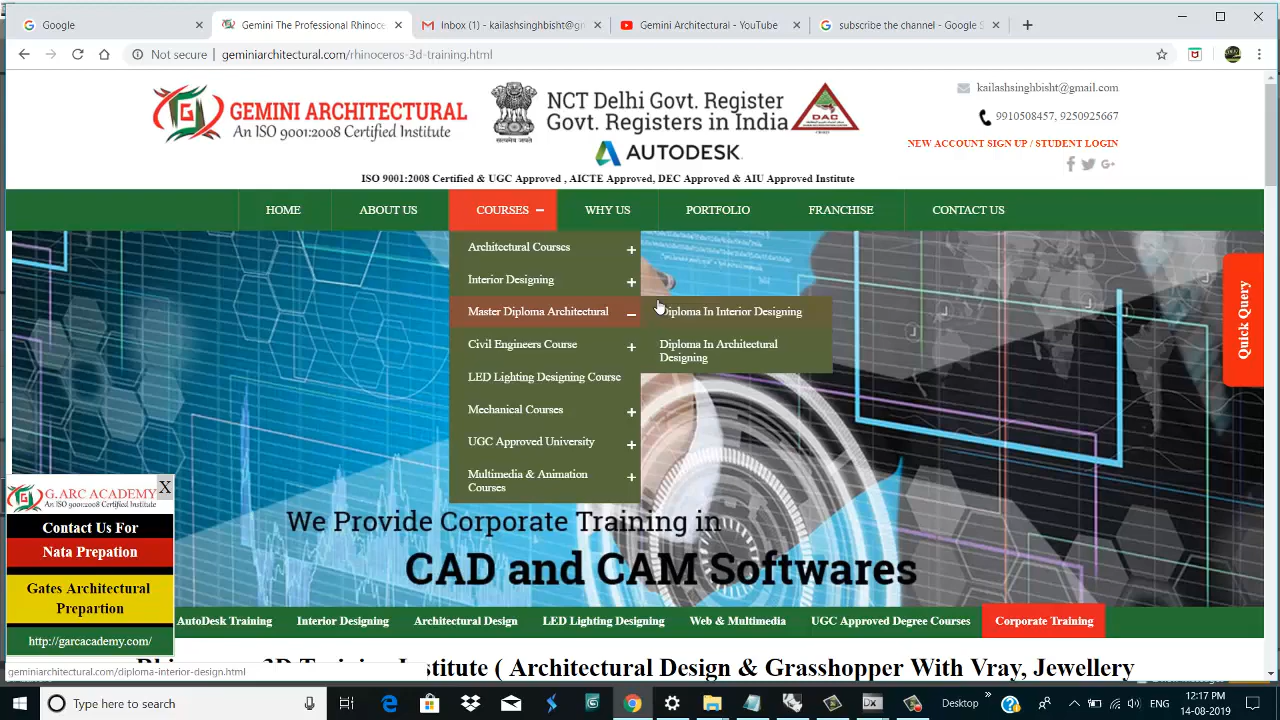 Google
Gemini The Professional Rhinoce
Inbox (1) - kailashsinghbisht@gm
Gemini Architectural - YouTube
subscribe the channel - Google S
Not secure
geminiarchitectural.com/rhinoceros-3d-training.html
GEMINI ARCHITECTURAL
An ISO 9001:2008 Certified Institute
सत्यमेव जयते
NCT Delhi Govt. Register
Govt. Registers in India
AUTODESK.
DAC
kailashsinghbisht@gmail.com
9910508457, 9250923667
NEW ACCOUNT SIGN UP / STUDENT LOGIN
ISO 9001:2008 Certified & UGC Approved , AICTE Approved, DEC Approved & AIU Approved Institute
HOME
ABOUT US
COURSES
WHY US
PORTFOLIO
FRANCHISE
CONTACT US
Architectural Courses
Interior Designing
Master Diploma Architectural
Civil Engineers Course
LED Lighting Designing Course
Mechanical Courses
UGC Approved University
Multimedia & Animation
Courses
Diploma In Interior Designing
Diploma In Architectural
Designing
Quick Query
We Provide Corporate Training in
CAD and CAM Softwares
G.ARC ACADEMY
An ISO 9001:2008 Certified Institute
X
Contact Us For
Nata Prepation
Gates Architectural
Prepartion
http://garcacademy.com/
AutoDesk Training
Interior Designing
Architectural Design
LED Lighting Designing
Web & Multimedia
UGC Approved Degree Courses
Corporate Training
3D Training Institute ( Architectural Design & Grasshopper With Vray, Jewellery
geminiarchitectural.com/diploma-interior-design.html
Type here to search
Desktop
ENG
12:17 PM
14-08-2019